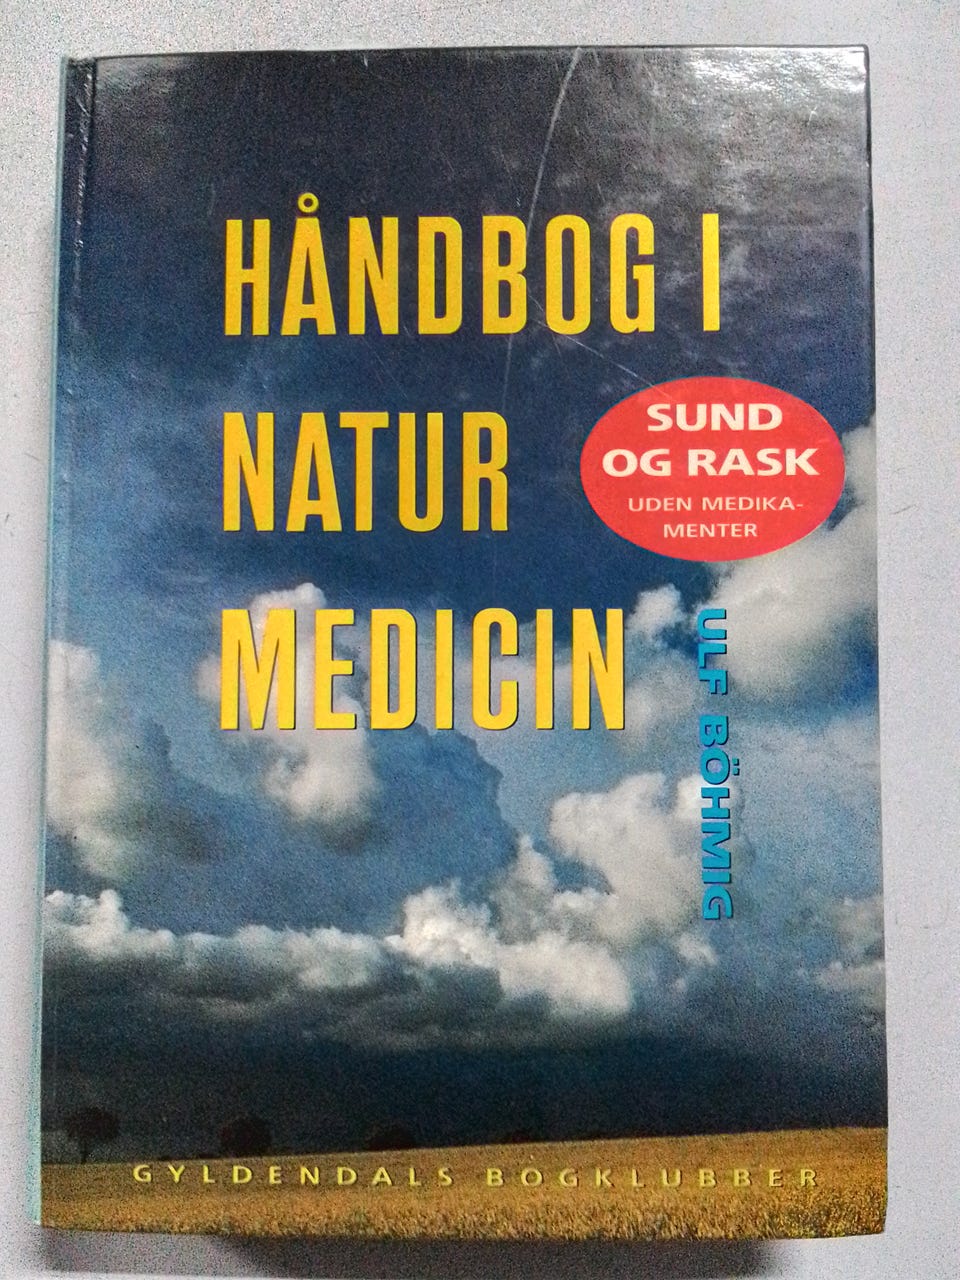 HÅNDBOG I
NATUR
MEDICIN
SUND
OG RASK
UDEN MEDIKA-
MENTER
ULF BÖHMIG
GYLDENDALS BOGKLUBBER